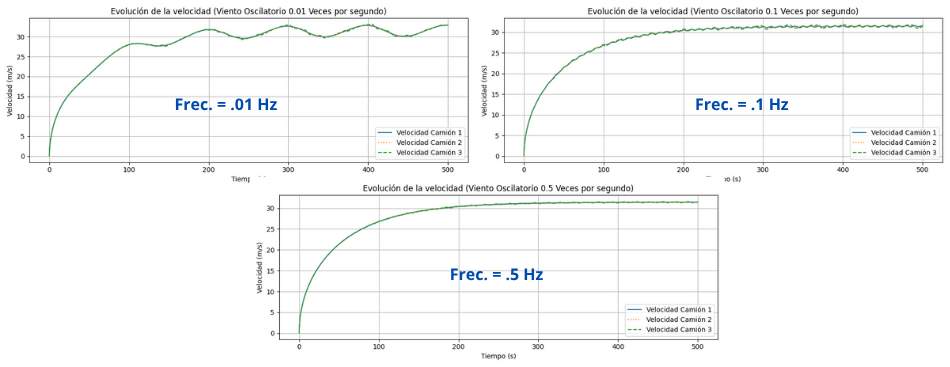 Evolución de la velocidad (Viento Oscilatorio 0.01 Veces por segundo)
Velocidad (m/s)
30
25
20
15
10
5
0
Frec. = .01 Hz
Velocidad Camión 1
Velocidad Camión 2
Velocidad Camión 3
0 100 200 300 400 500
Evolución de la velocidad (Viento Oscilatorio 0.1 Veces por segundo)
Velocidad (m/s)
30
25
20
15
10
5
0
Frec. = .1 Hz
Velocidad Camión 1
Velocidad Camión 2
Velocidad Camión 3
0 100 200 300 400 500
(s)
Evolución de la velocidad (Viento Oscilatorio 0.5 Veces por segundo)
Velocidad (m/s)
30
25
20
15
10
5
0
Frec. = .5 Hz
Velocidad Camión 1
Velocidad Camión 2
Velocidad Camión 3
0 100 200 300 400 500
Tiempo (s)